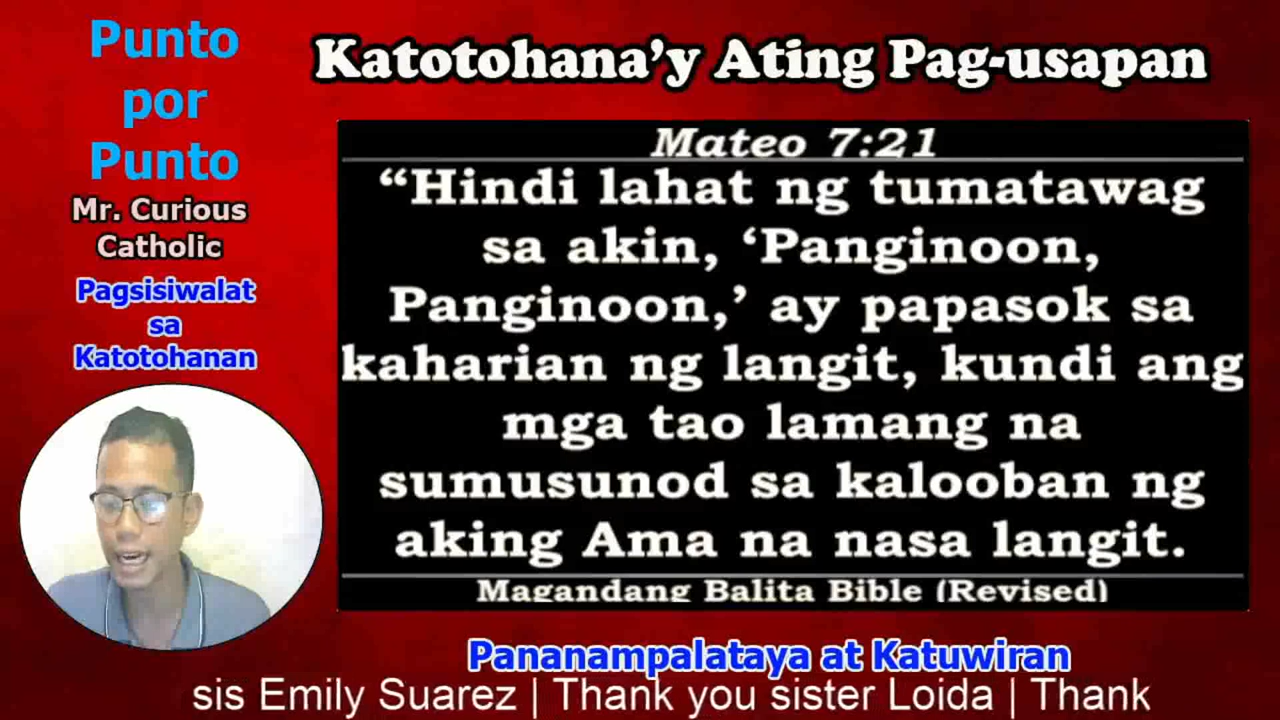 Punto
por
Punto
Mr. Curious
Catholic
Pagsisiwalat
sa
Katotohanan
Katotohana’y Ating Pag-usapan
Mateo 7:21
“Hindi lahat ng tumatawag
sa akin, ‘Panginoon,
Panginoon,’ ay papasok sa
kaharian ng langit, kundi ang
mga tao lamang na
sumusunod sa kalooban ng
aking Ama na nasa langit.
Magandang Balita Bible (Revised)
Pananampalataya at Katuwiran
sis Emily Suarez | Thank you sister Loida | Thank